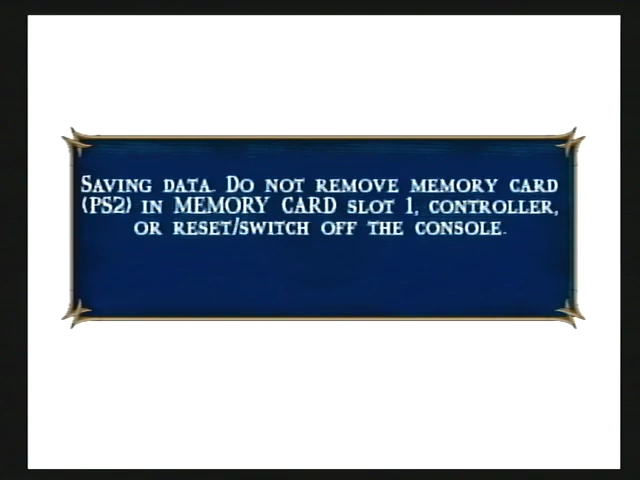 Saving data. Do not remove memory card
(PS2) in MEMORY CARD slot 1, controller,
or reset/switch off the console.